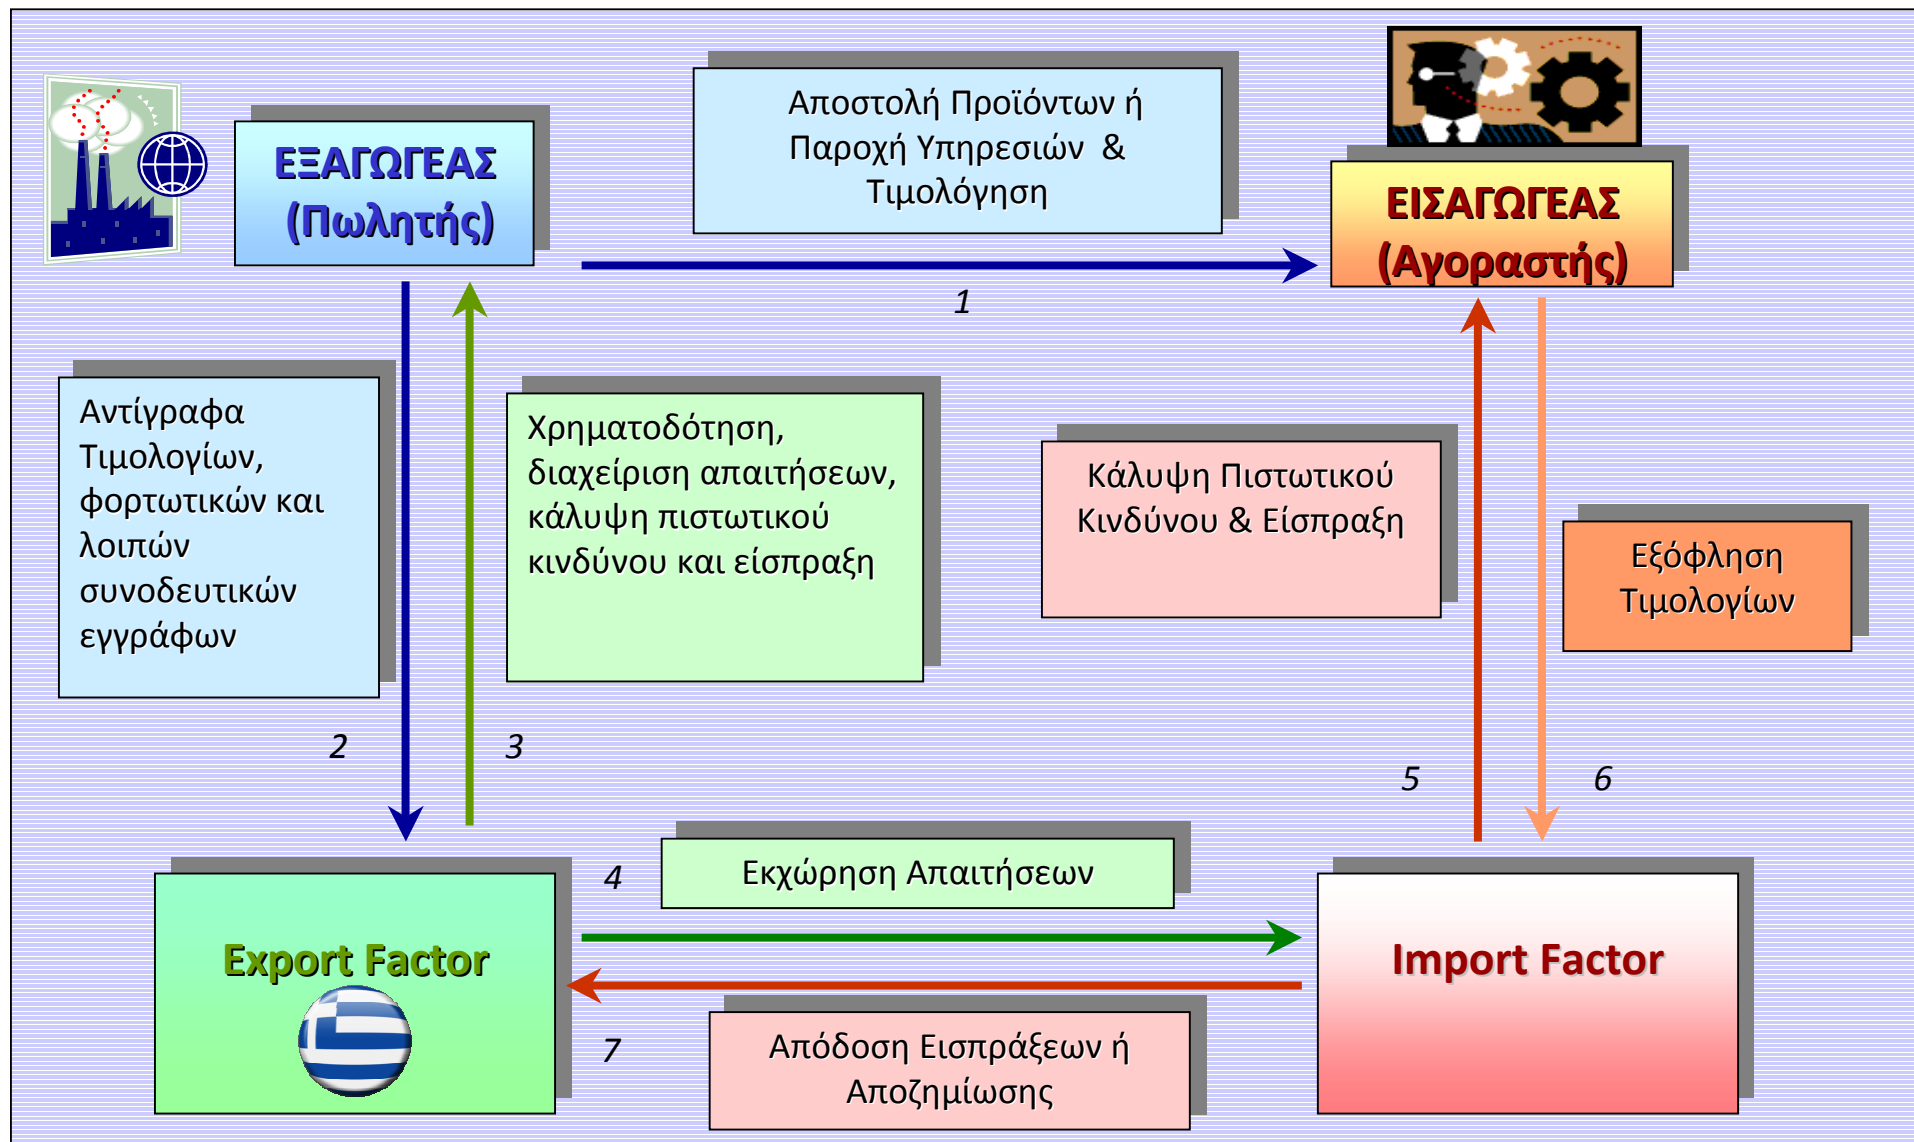 Αποστολή Προϊόντων ή
Παροχή Υπηρεσιών &
Τιμολόγηση
ΕΞΑΓΩΓΕΑΣ
(Πωλητής)
ΕΙΣΑΓΩΓΕΑΣ
(Αγοραστής)
1
Αντίγραφα
Τιμολογίων,
φορτωτικών και
λοιπών
συνοδευτικών
εγγράφων
Χρηματοδότηση,
διαχείριση απαιτήσεων,
κάλυψη πιστωτικού
κινδύνου και είσπραξη
Κάλυψη Πιστωτικού
Κινδύνου & Είσπραξη
Εξόφληση
Τιμολογίων
2
3
5
6
4
Εκχώρηση Απαιτήσεων
Export Factor
Import Factor
7
Απόδοση Εισπράξεων ή
Αποζημίωσης